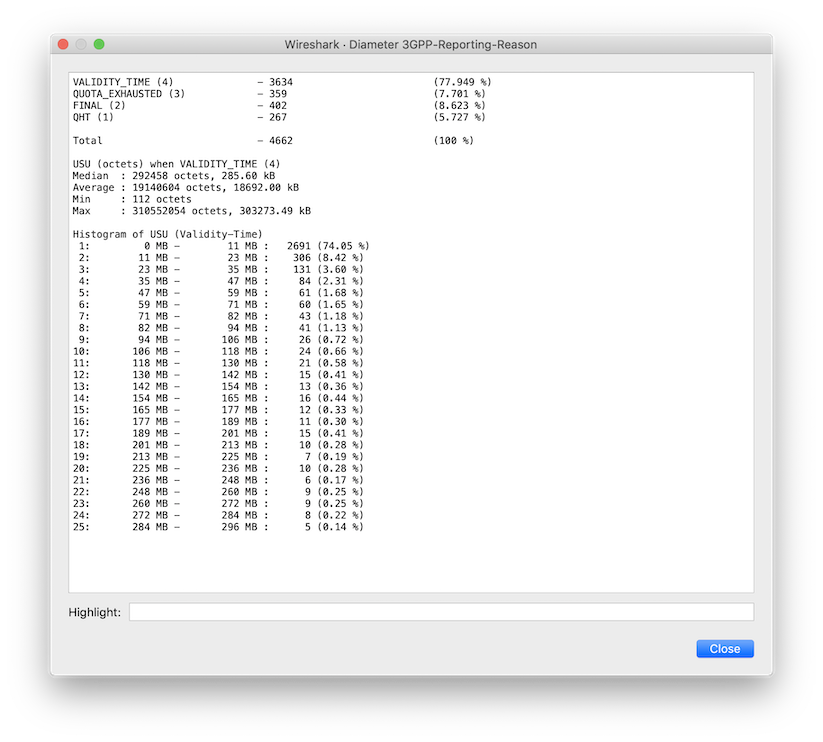 Wireshark · Diameter 3GPP-Reporting-Reason
VALIDITY_TIME (4) – 3634 (77.949 %)
QUOTA_EXHAUSTED (3) – 359 (7.701 %)
FINAL (2) – 402 (8.623 %)
QHT (1) – 267 (5.727 %)
Total – 4662 (100 %)
USU (octets) when VALIDITY_TIME (4)
Median : 292458 octets, 285.60 kB
Average : 19140604 octets, 18692.00 kB
Min : 112 octets
Max : 310552054 octets, 303273.49 kB
Histogram of USU (Validity-Time)
1: 0 MB – 11 MB : 2691 (74.05 %)
2: 11 MB – 23 MB : 306 (8.42 %)
3: 23 MB – 35 MB : 131 (3.60 %)
4: 35 MB – 47 MB : 84 (2.31 %)
5: 47 MB – 59 MB : 61 (1.68 %)
6: 59 MB – 71 MB : 60 (1.65 %)
7: 71 MB – 82 MB : 43 (1.18 %)
8: 82 MB – 94 MB : 41 (1.13 %)
9: 94 MB – 106 MB : 26 (0.72 %)
10: 106 MB – 118 MB : 24 (0.66 %)
11: 118 MB – 130 MB : 21 (0.58 %)
12: 130 MB – 142 MB : 15 (0.41 %)
13: 142 MB – 154 MB : 13 (0.36 %)
14: 154 MB – 165 MB : 16 (0.44 %)
15: 165 MB – 177 MB : 12 (0.33 %)
16: 177 MB – 189 MB : 11 (0.30 %)
17: 189 MB – 201 MB : 15 (0.41 %)
18: 201 MB – 213 MB : 10 (0.28 %)
19: 213 MB – 225 MB : 7 (0.19 %)
20: 225 MB – 236 MB : 10 (0.28 %)
21: 236 MB – 248 MB : 6 (0.17 %)
22: 248 MB – 260 MB : 9 (0.25 %)
23: 260 MB – 272 MB : 9 (0.25 %)
24: 272 MB – 284 MB : 8 (0.22 %)
25: 284 MB – 296 MB : 5 (0.14 %)
Highlight:
Close